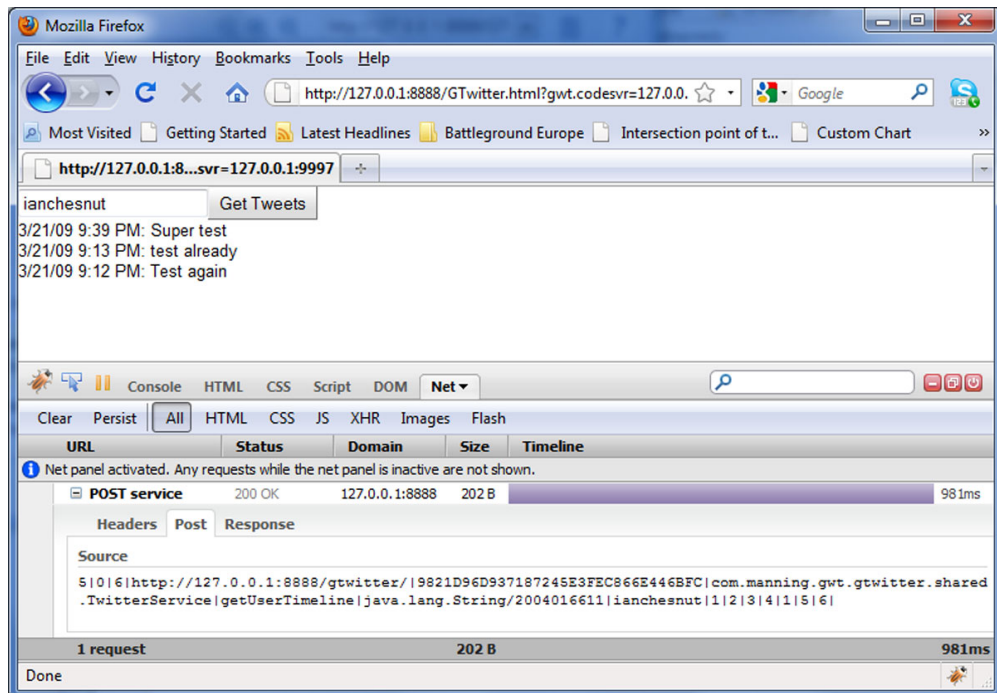 Mozilla Firefox
File Edit View History Bookmarks Tools Help
http://127.0.0.1:8888/GTwitter.html?gwt.codesvr=127.0.0. Google
Most Visited Getting Started Latest Headlines Battleground Europe Intersection point of t... Custom Chart »
http://127.0.0.1:8...svr=127.0.0.1:9997
ianchesnut Get Tweets
3/21/09 9:39 PM: Super test
3/21/09 9:13 PM: test already
3/21/09 9:12 PM: Test again
Console HTML CSS Script DOM Net
Clear Persist All HTML CSS JS XHR Images Flash
URL Status Domain Size Timeline
Net panel activated. Any requests while the net panel is inactive are not shown.
POST service 200 OK 127.0.0.1:8888 202 B 981ms
Headers Post Response
Source
5|0|6|http://127.0.0.1:8888/gtwitter/|9821D96D937187245E3FEC866E446BFC|com.manning.gwt.gtwitter.shared
.TwitterService|getUserTimeline|java.lang.String/2004016611|ianchesnut|1|2|3|4|1|5|6|
1 request 202 B 981ms
Done